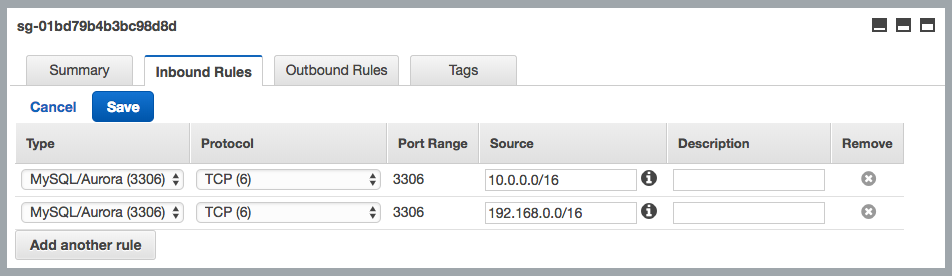 sg-01bd79b4b3bc98d8d
Summary Inbound Rules Outbound Rules Tags
Cancel Save
Type Protocol Port Range Source Description Remove
MySQL/Aurora (3306) TCP (6) 3306 10.0.0.0/16
MySQL/Aurora (3306) TCP (6) 3306 192.168.0.0/16
Add another rule